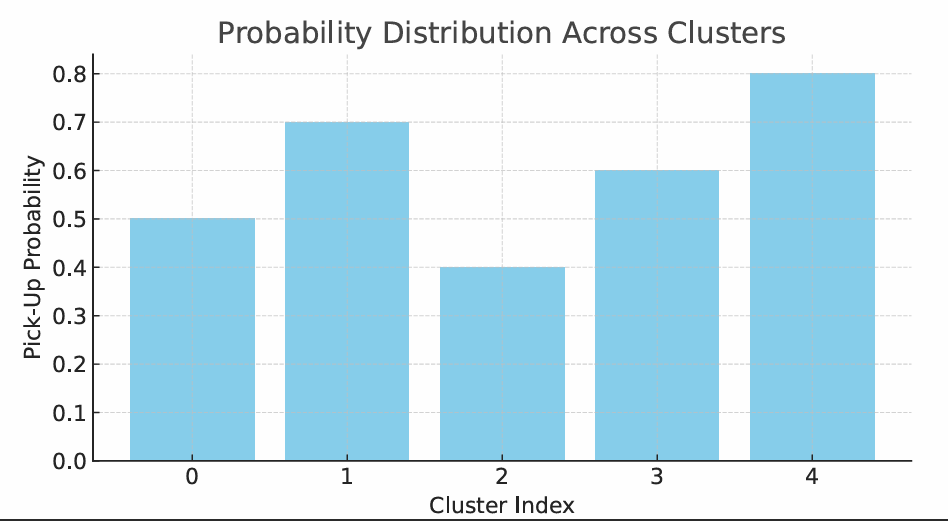 Probability Distribution Across Clusters
Pick-Up Probability
0.8
0.7
0.6
0.5
0.4
0.3
0.2
0.1
0.0
0 1 2 3 4
Cluster Index